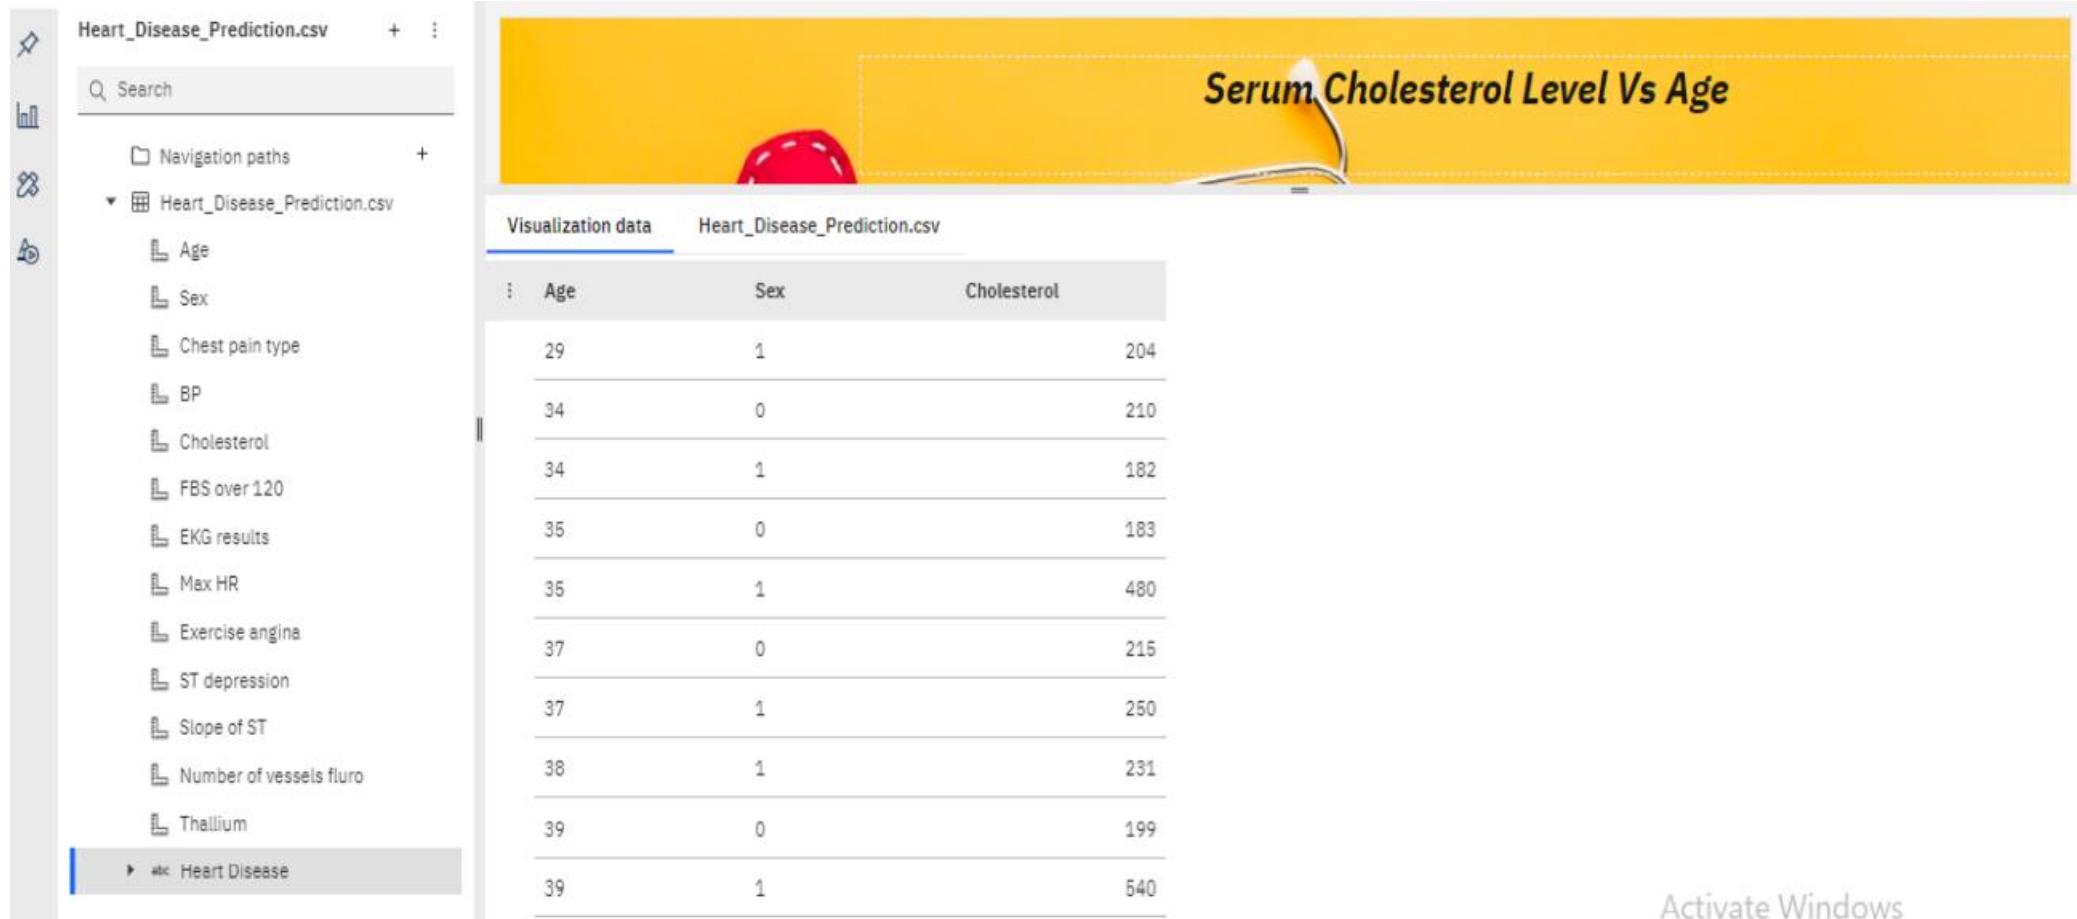 Heart_Disease_Prediction.csv
Search
Navigation paths
Heart_Disease_Prediction.csv
Age
Sex
Chest pain type
BP
Cholesterol
FBS over 120
EKG results
Max HR
Exercise angina
ST depression
Slope of ST
Number of vessels fluro
Thallium
abc Heart Disease
Serum Cholesterol Level Vs Age
Visualization data Heart_Disease_Prediction.csv
Age Sex Cholesterol
29 1 204
34 0 210
34 1 182
35 0 183
35 1 480
37 0 215
37 1 250
38 1 231
39 0 199
39 1 540
Activate Windows